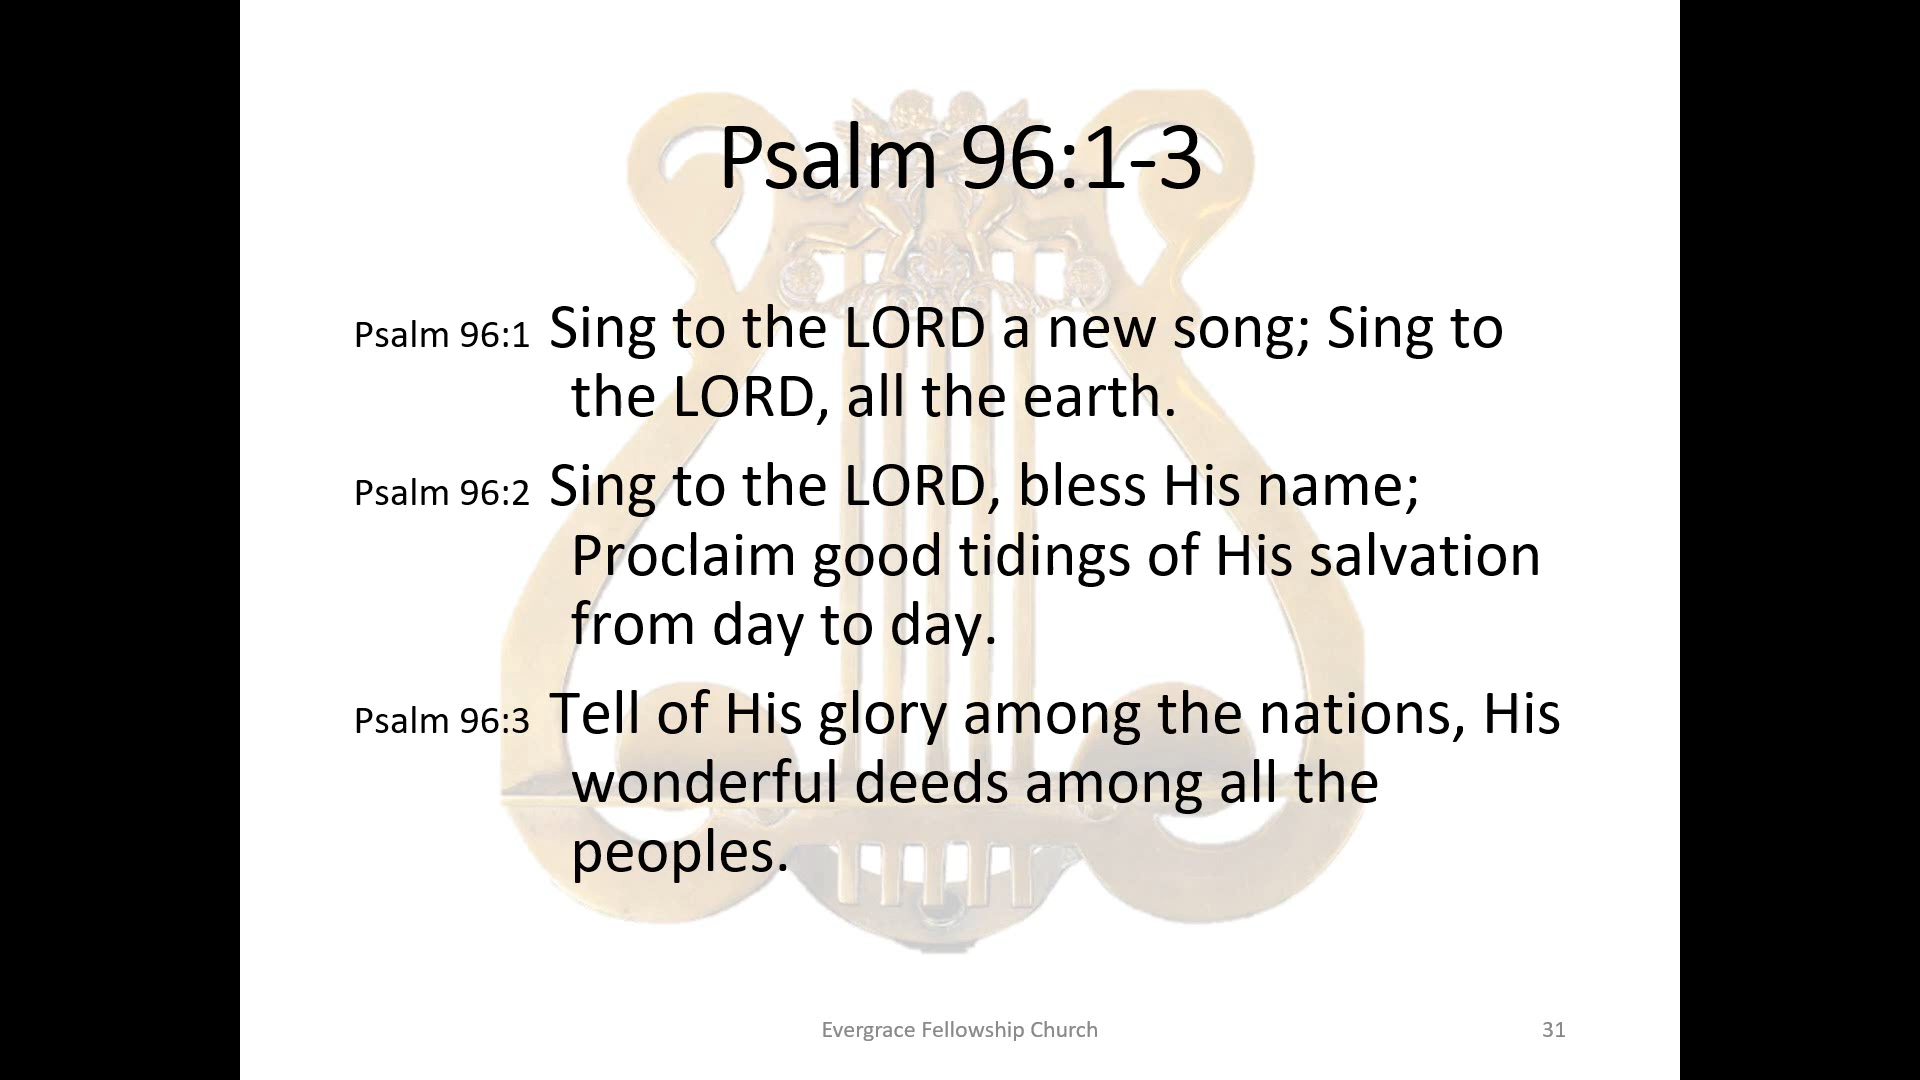 Psalm 96:1-3
Psalm 96:1 Sing to the LORD a new song; Sing to
the LORD, all the earth.
Psalm 96:2 Sing to the LORD, bless His name;
Proclaim good tidings of His salvation
from day to day.
Psalm 96:3 Tell of His glory among the nations, His
wonderful deeds among all the
peoples.
Evergrace Fellowship Church
31